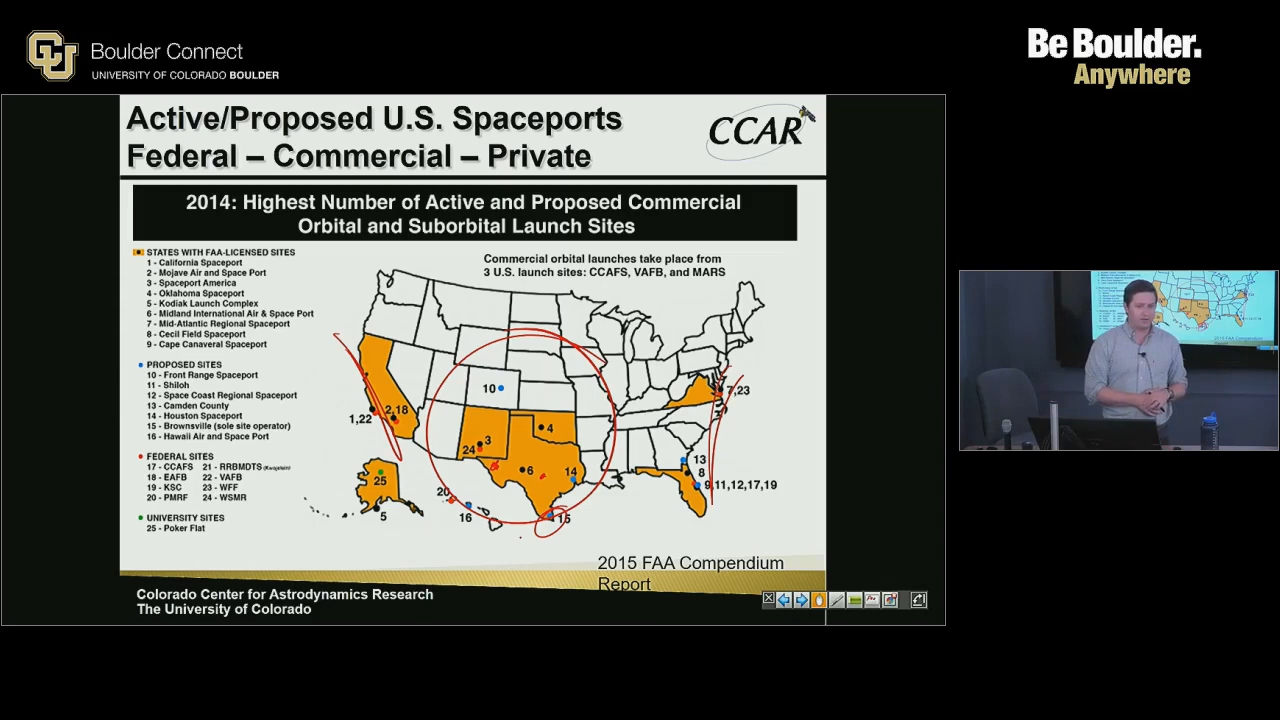 CU
Boulder Connect
UNIVERSITY OF COLORADO BOULDER
Be Boulder.
Anywhere
Active/Proposed U.S. Spaceports
Federal – Commercial – Private
CCAR
2014: Highest Number of Active and Proposed Commercial
Orbital and Suborbital Launch Sites
STATES WITH FAA-LICENSED SITES
1 - California Spaceport
2 - Mojave Air and Space Port
3 - Spaceport America
4 - Oklahoma Spaceport
5 - Kodiak Launch Complex
6 - Midland International Air & Space Port
7 - Mid-Atlantic Regional Spaceport
8 - Cecil Field Spaceport
9 - Cape Canaveral Spaceport
PROPOSED SITES
10 - Front Range Spaceport
11 - Shiloh
12 - Space Coast Regional Spaceport
13 - Camden County
14 - Houston Spaceport
15 - Brownsville (sole site operator)
16 - Hawaii Air and Space Port
FEDERAL SITES
17 - CCAFS 21 - RRBMDTS (Kwajalein)
18 - EAFB 22 - VAFB
19 - KSC 23 - WFF
20 - PMRF 24 - WSMR
UNIVERSITY SITES
25 - Poker Flat
Commercial orbital launches take place from
3 U.S. launch sites: CCAFS, VAFB, and MARS
10
7,23
1,22
2,18
3
24
4
6
14
13
8
9,11,12,17,19
25
5
20
16
15
2015 FAA Compendium
Report
Colorado Center for Astrodynamics Research
The University of Colorado